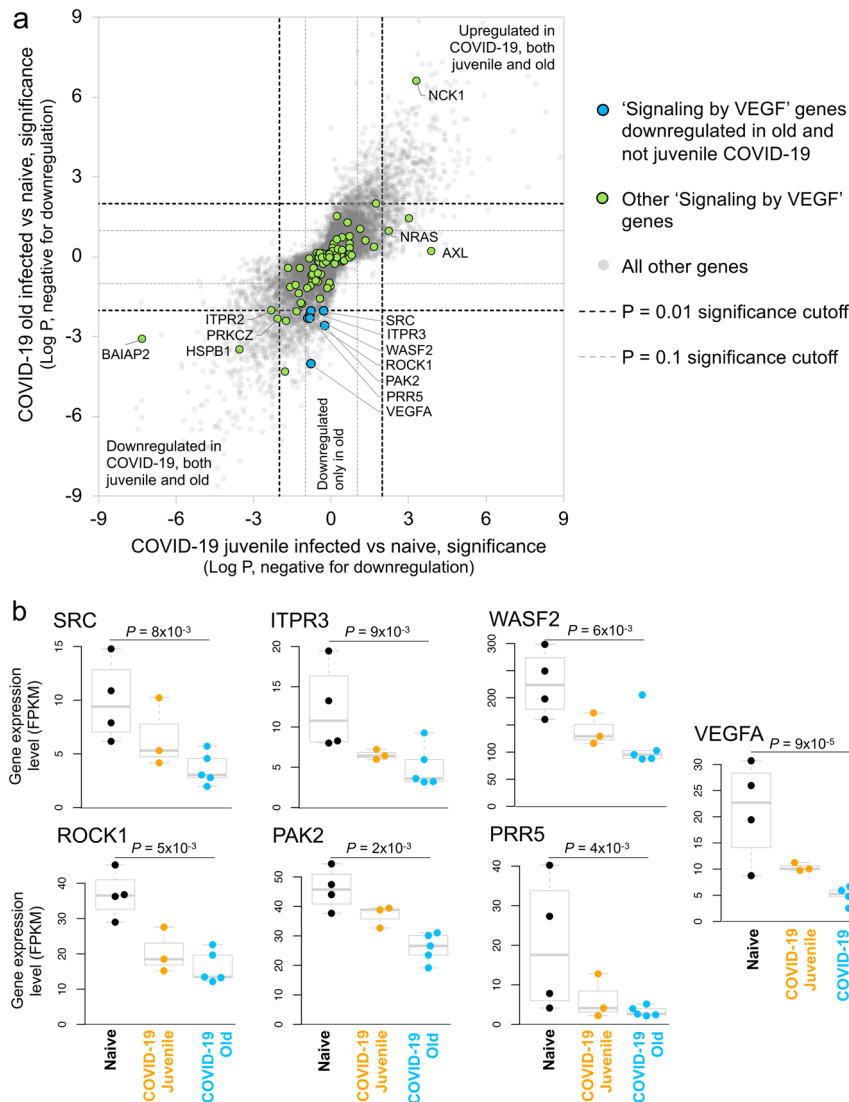 a
9
6
3
0
-3
-6
-9
-9
-6
-3
0
3
6
9
COVID-19 old infected vs naive, significance
(Log P, negative for downregulation)
COVID-19 juvenile infected vs naive, significance
(Log P, negative for downregulation)
Upregulated in
COVID-19, both
juvenile and old
NCK1
NRAS
AXL
ITPR2
PRKCZ
HSPB1
BAIAP2
SRC
ITPR3
WASF2
ROCK1
PAK2
PRR5
VEGFA
Downregulated in
COVID-19, both
juvenile and old
Downregulated
only in old
‘Signaling by VEGF’ genes
downregulated in old and
not juvenile COVID-19
Other ‘Signaling by VEGF’
genes
All other genes
P = 0.01 significance cutoff
P = 0.1 significance cutoff
b
SRC
P = 8x10-3
Gene expression
level (FPKM)
15
10
5
0
ITPR3
P = 9x10-3
20
15
10
5
0
WASF2
P = 6x10-3
300
200
100
50
0
VEGFA
P = 9x10-5
30
25
20
15
10
5
0
Naive
COVID-19
Juvenile
COVID-19
ROCK1
P = 5x10-3
Gene expression
level (FPKM)
40
30
20
10
0
Naive
COVID-19
Juvenile
COVID-19
Old
PAK2
P = 2x10-3
50
40
30
20
10
0
Naive
COVID-19
Juvenile
COVID-19
Old
PRR5
P = 4x10-3
40
30
20
10
0
Naive
COVID-19
Juvenile
COVID-19
Old